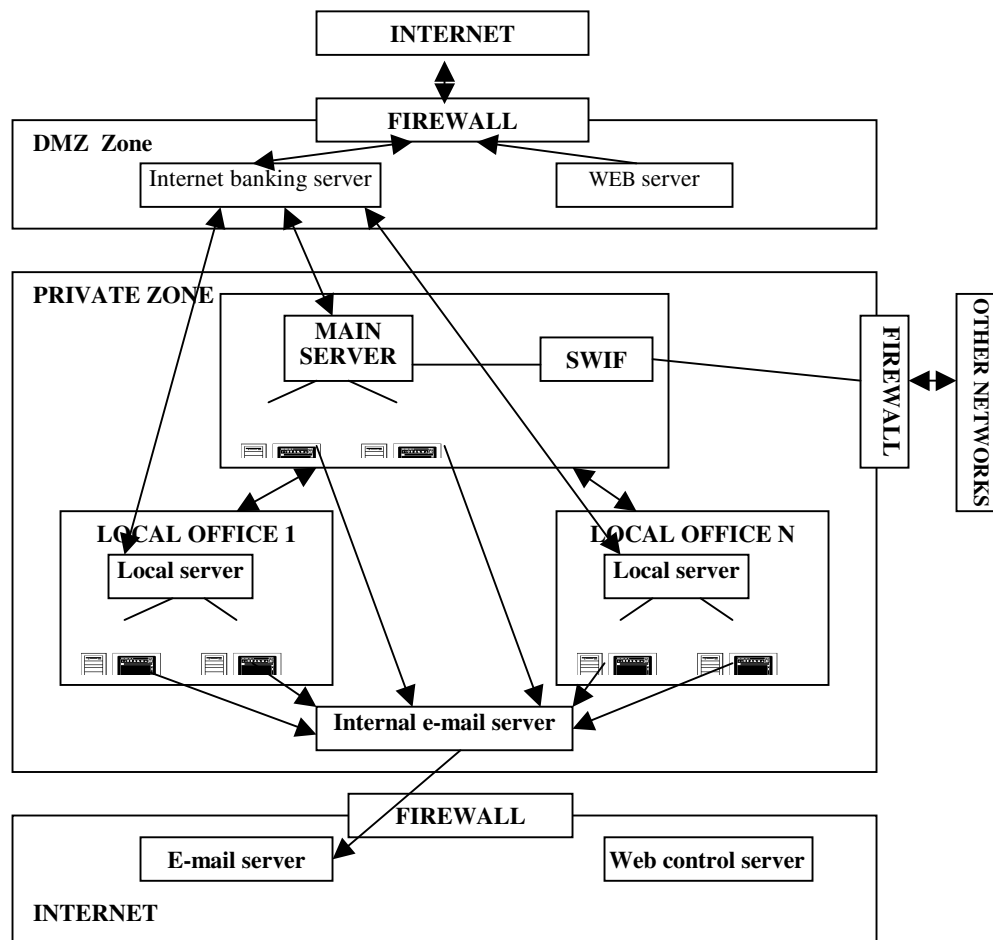 INTERNET
FIREWALL
DMZ Zone
Internet banking server
WEB server
PRIVATE ZONE
MAIN
SERVER
SWIF
FIREWALL
OTHER NETWORKS
LOCAL OFFICE 1
Local server
LOCAL OFFICE N
Local server
Internal e-mail server
FIREWALL
E-mail server
Web control server
INTERNET